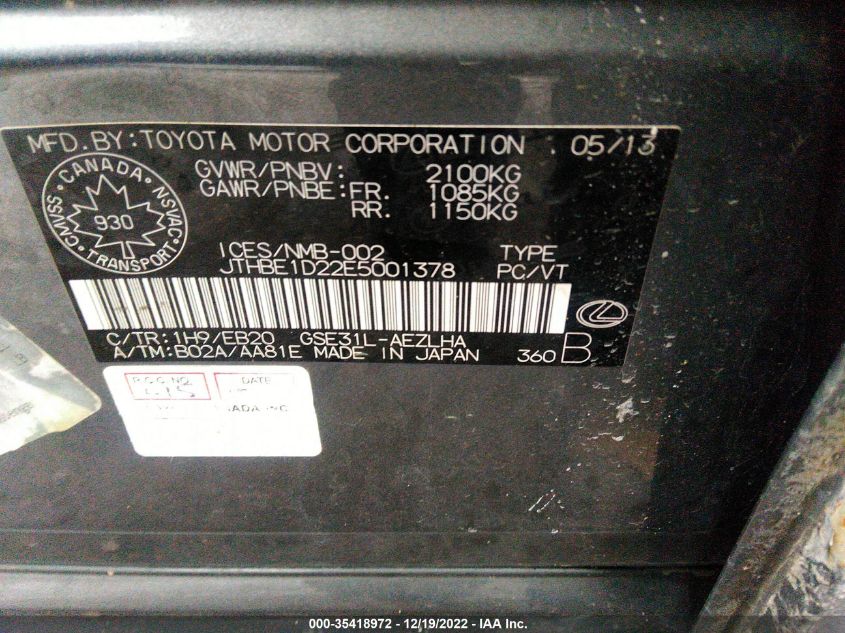 MFD.BY:TOYOTA MOTOR CORPORATION 05/13
GVWR/PNBV: 2100KG
GAWR/PNBE:FR. 1085KG
RR. 1150KG
CANADA
CMVSS NSVAC
930
TRANSPORT
ICES/NMB-002 TYPE
JTHBE1D22E5001378 PC/VT
C/TR:1H9/EB20 GSE31L-AEZLHA
A/TM:B02A/AA81E MADE IN JAPAN 360 B
DATE
000-35418972 - 12/19/2022 - IAA Inc.